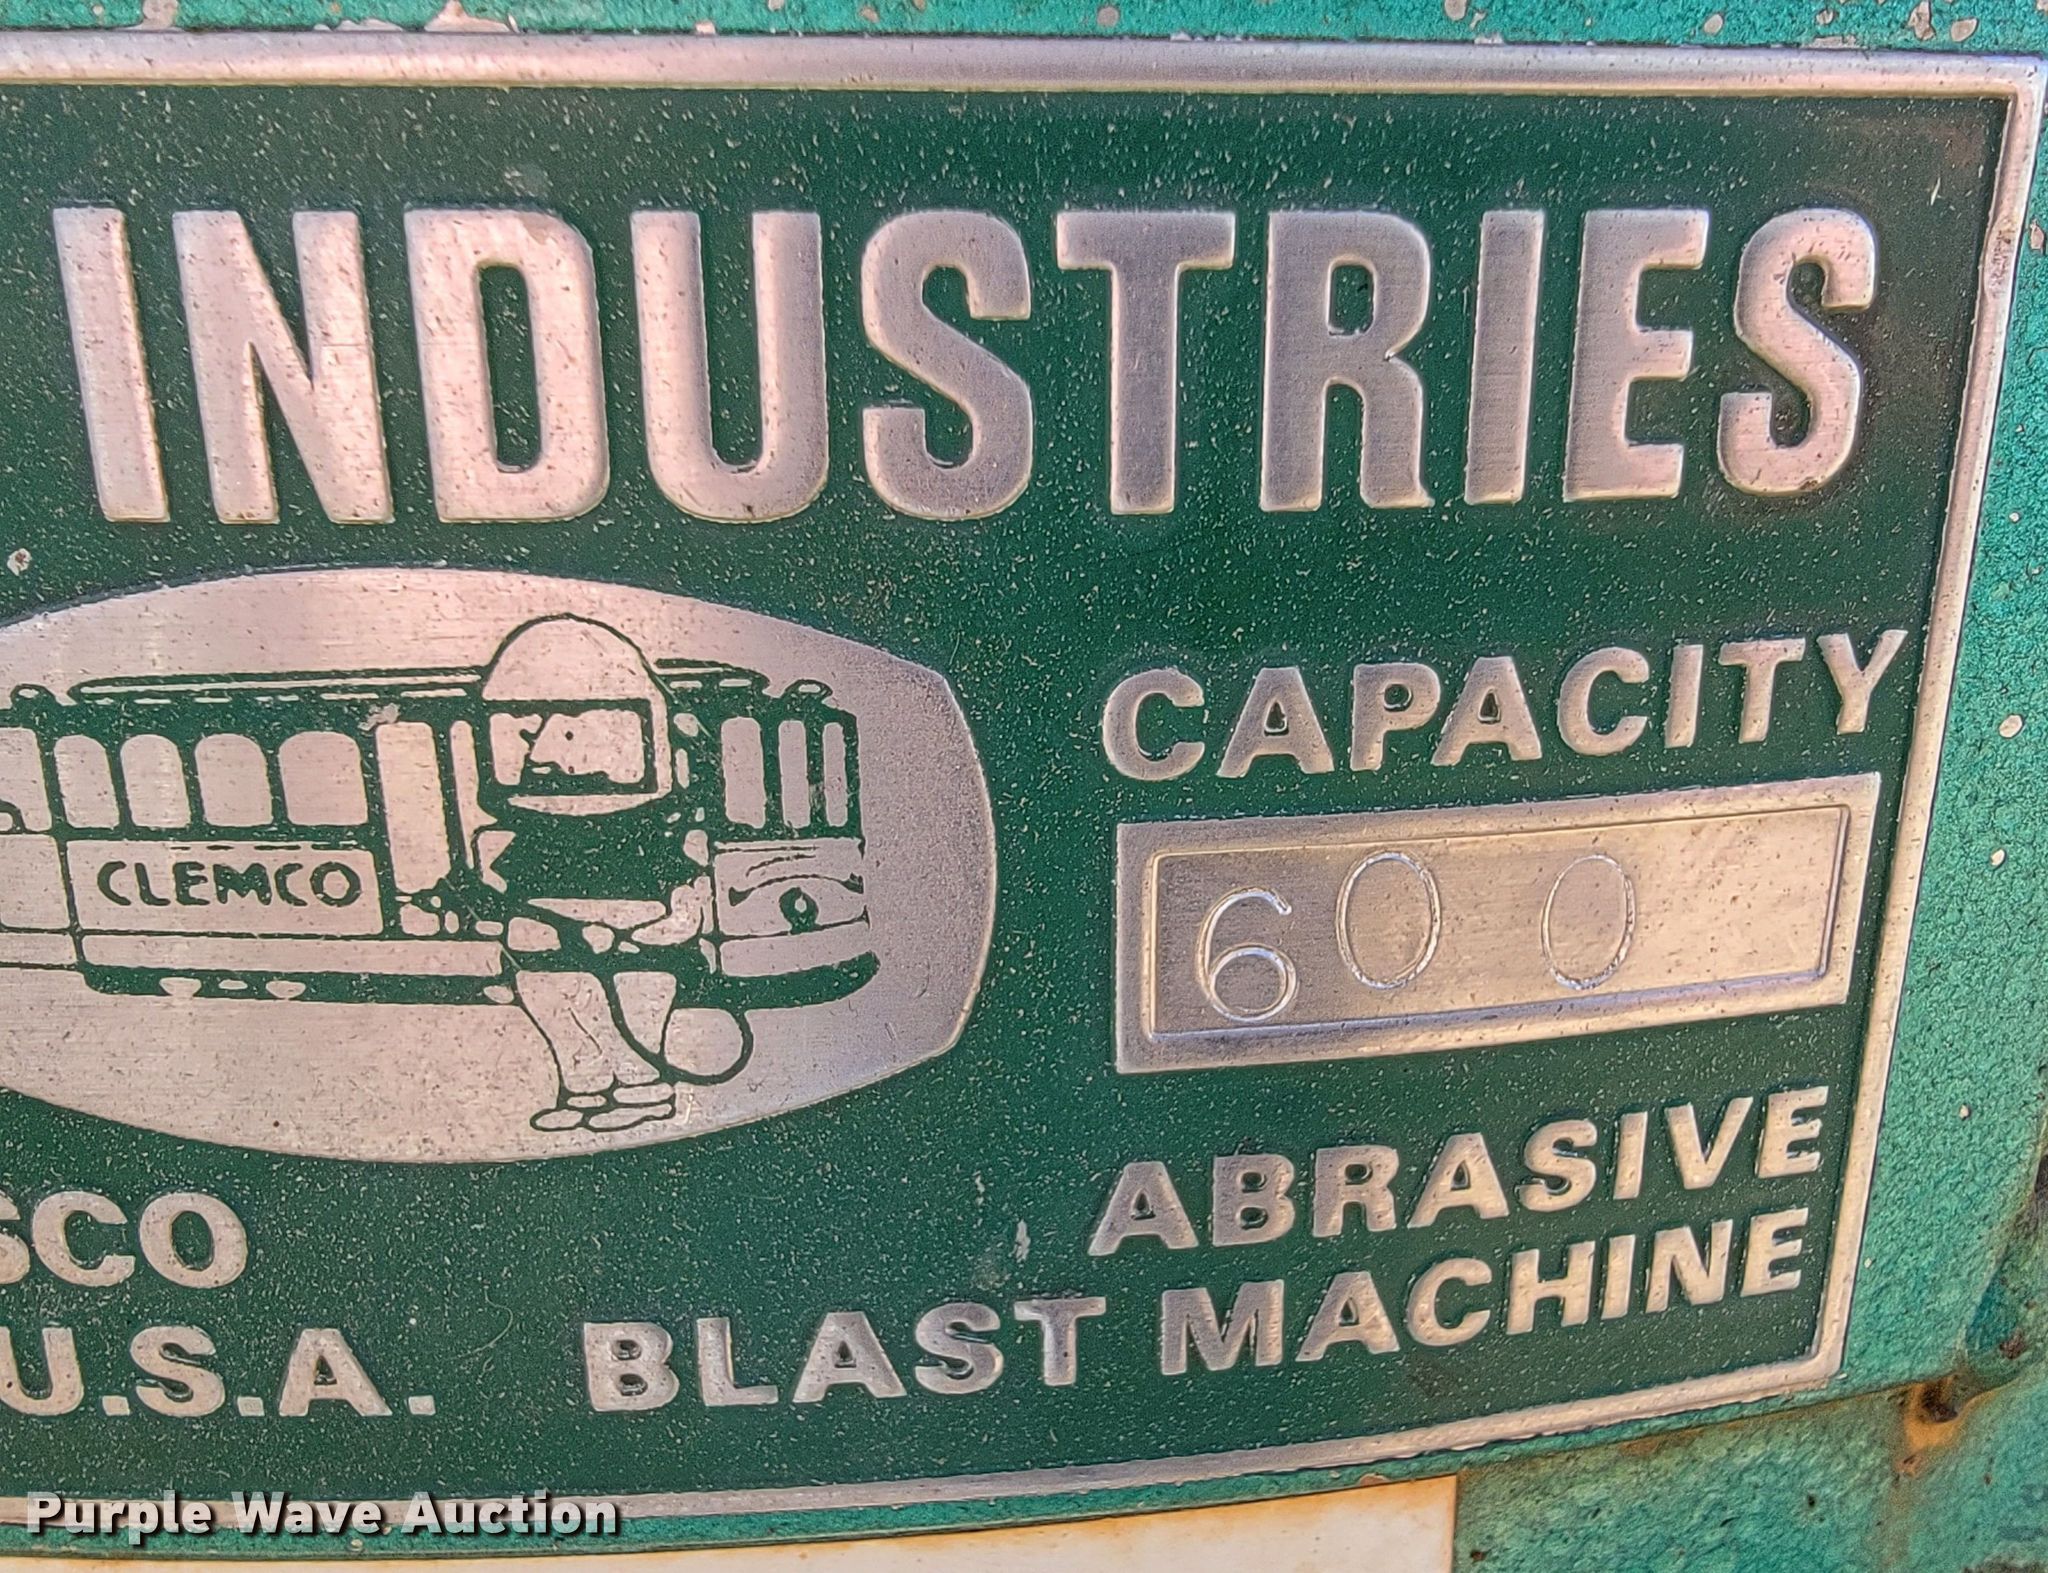 INDUSTRIES
CLEMCO
CAPACITY
600
ABRASIVE
SCO
U.S.A. BLAST MACHINE
Purple Wave Auction